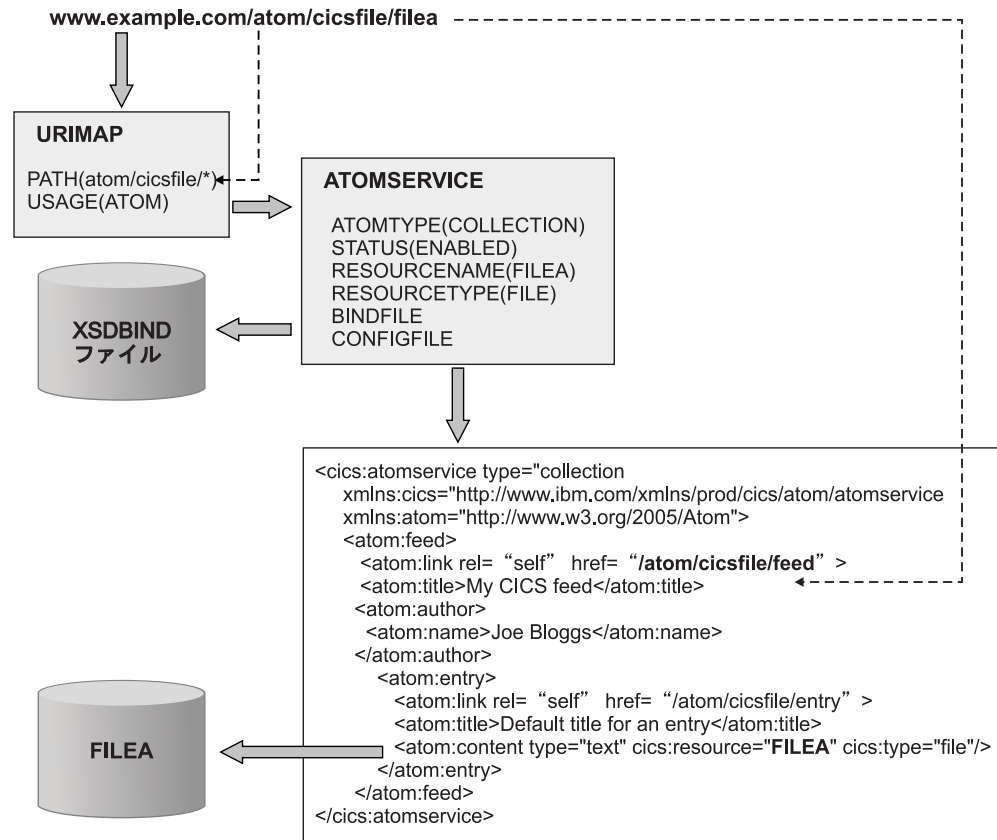 www.example.com/atom/cicsfile/filea
URIMAP
PATH(atom/cicsfile/*)
USAGE(ATOM)
ATOMSERVICE
ATOMTYPE(COLLECTION)
STATUS(ENABLED)
RESOURCENAME(FILEA)
RESOURCETYPE(FILE)
BINDFILE
CONFIGFILE
XSDBIND
ファイル
<cics:atomservice type="collection
xmlns:cics="http://www.ibm.com/xmlns/prod/cics/atom/atomservice
xmlns:atom="http://www.w3.org/2005/Atom">
<atom:feed>
<atom:link rel= “self” href= “/atom/cicsfile/feed” >
<atom:title>My CICS feed</atom:title>
<atom:author>
<atom:name>Joe Bloggs</atom:name>
</atom:author>
<atom:entry>
<atom:link rel= “self” href= “/atom/cicsfile/entry” >
<atom:title>Default title for an entry</atom:title>
<atom:content type="text" cics:resource="FILEA" cics:type="file"/>
</atom:entry>
</atom:feed>
</cics:atomservice>
FILEA